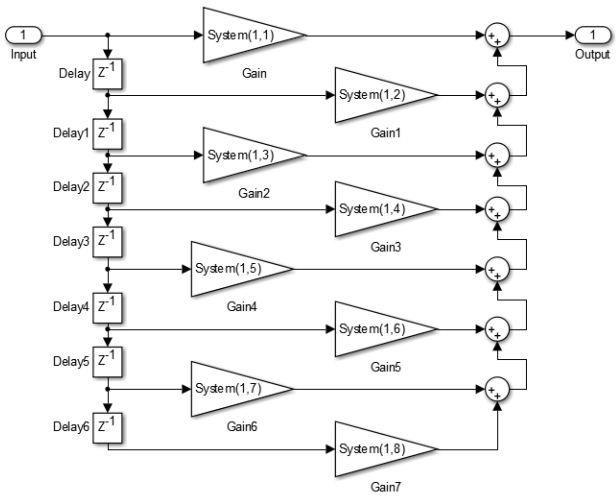 1
System(1,1)
+
+
1
Input
Gain
Output
Delay
Z-1
System(1,2)
+
+
Gain1
Delay1
Z-1
System(1,3)
+
+
Gain2
Delay2
Z-1
System(1,4)
+
+
Gain3
Delay3
Z-1
System(1,5)
+
+
Gain4
Delay4
Z-1
System(1,6)
+
+
Gain5
Delay5
Z-1
System(1,7)
+
+
Gain6
Delay6
Z-1
System(1,8)
Gain7